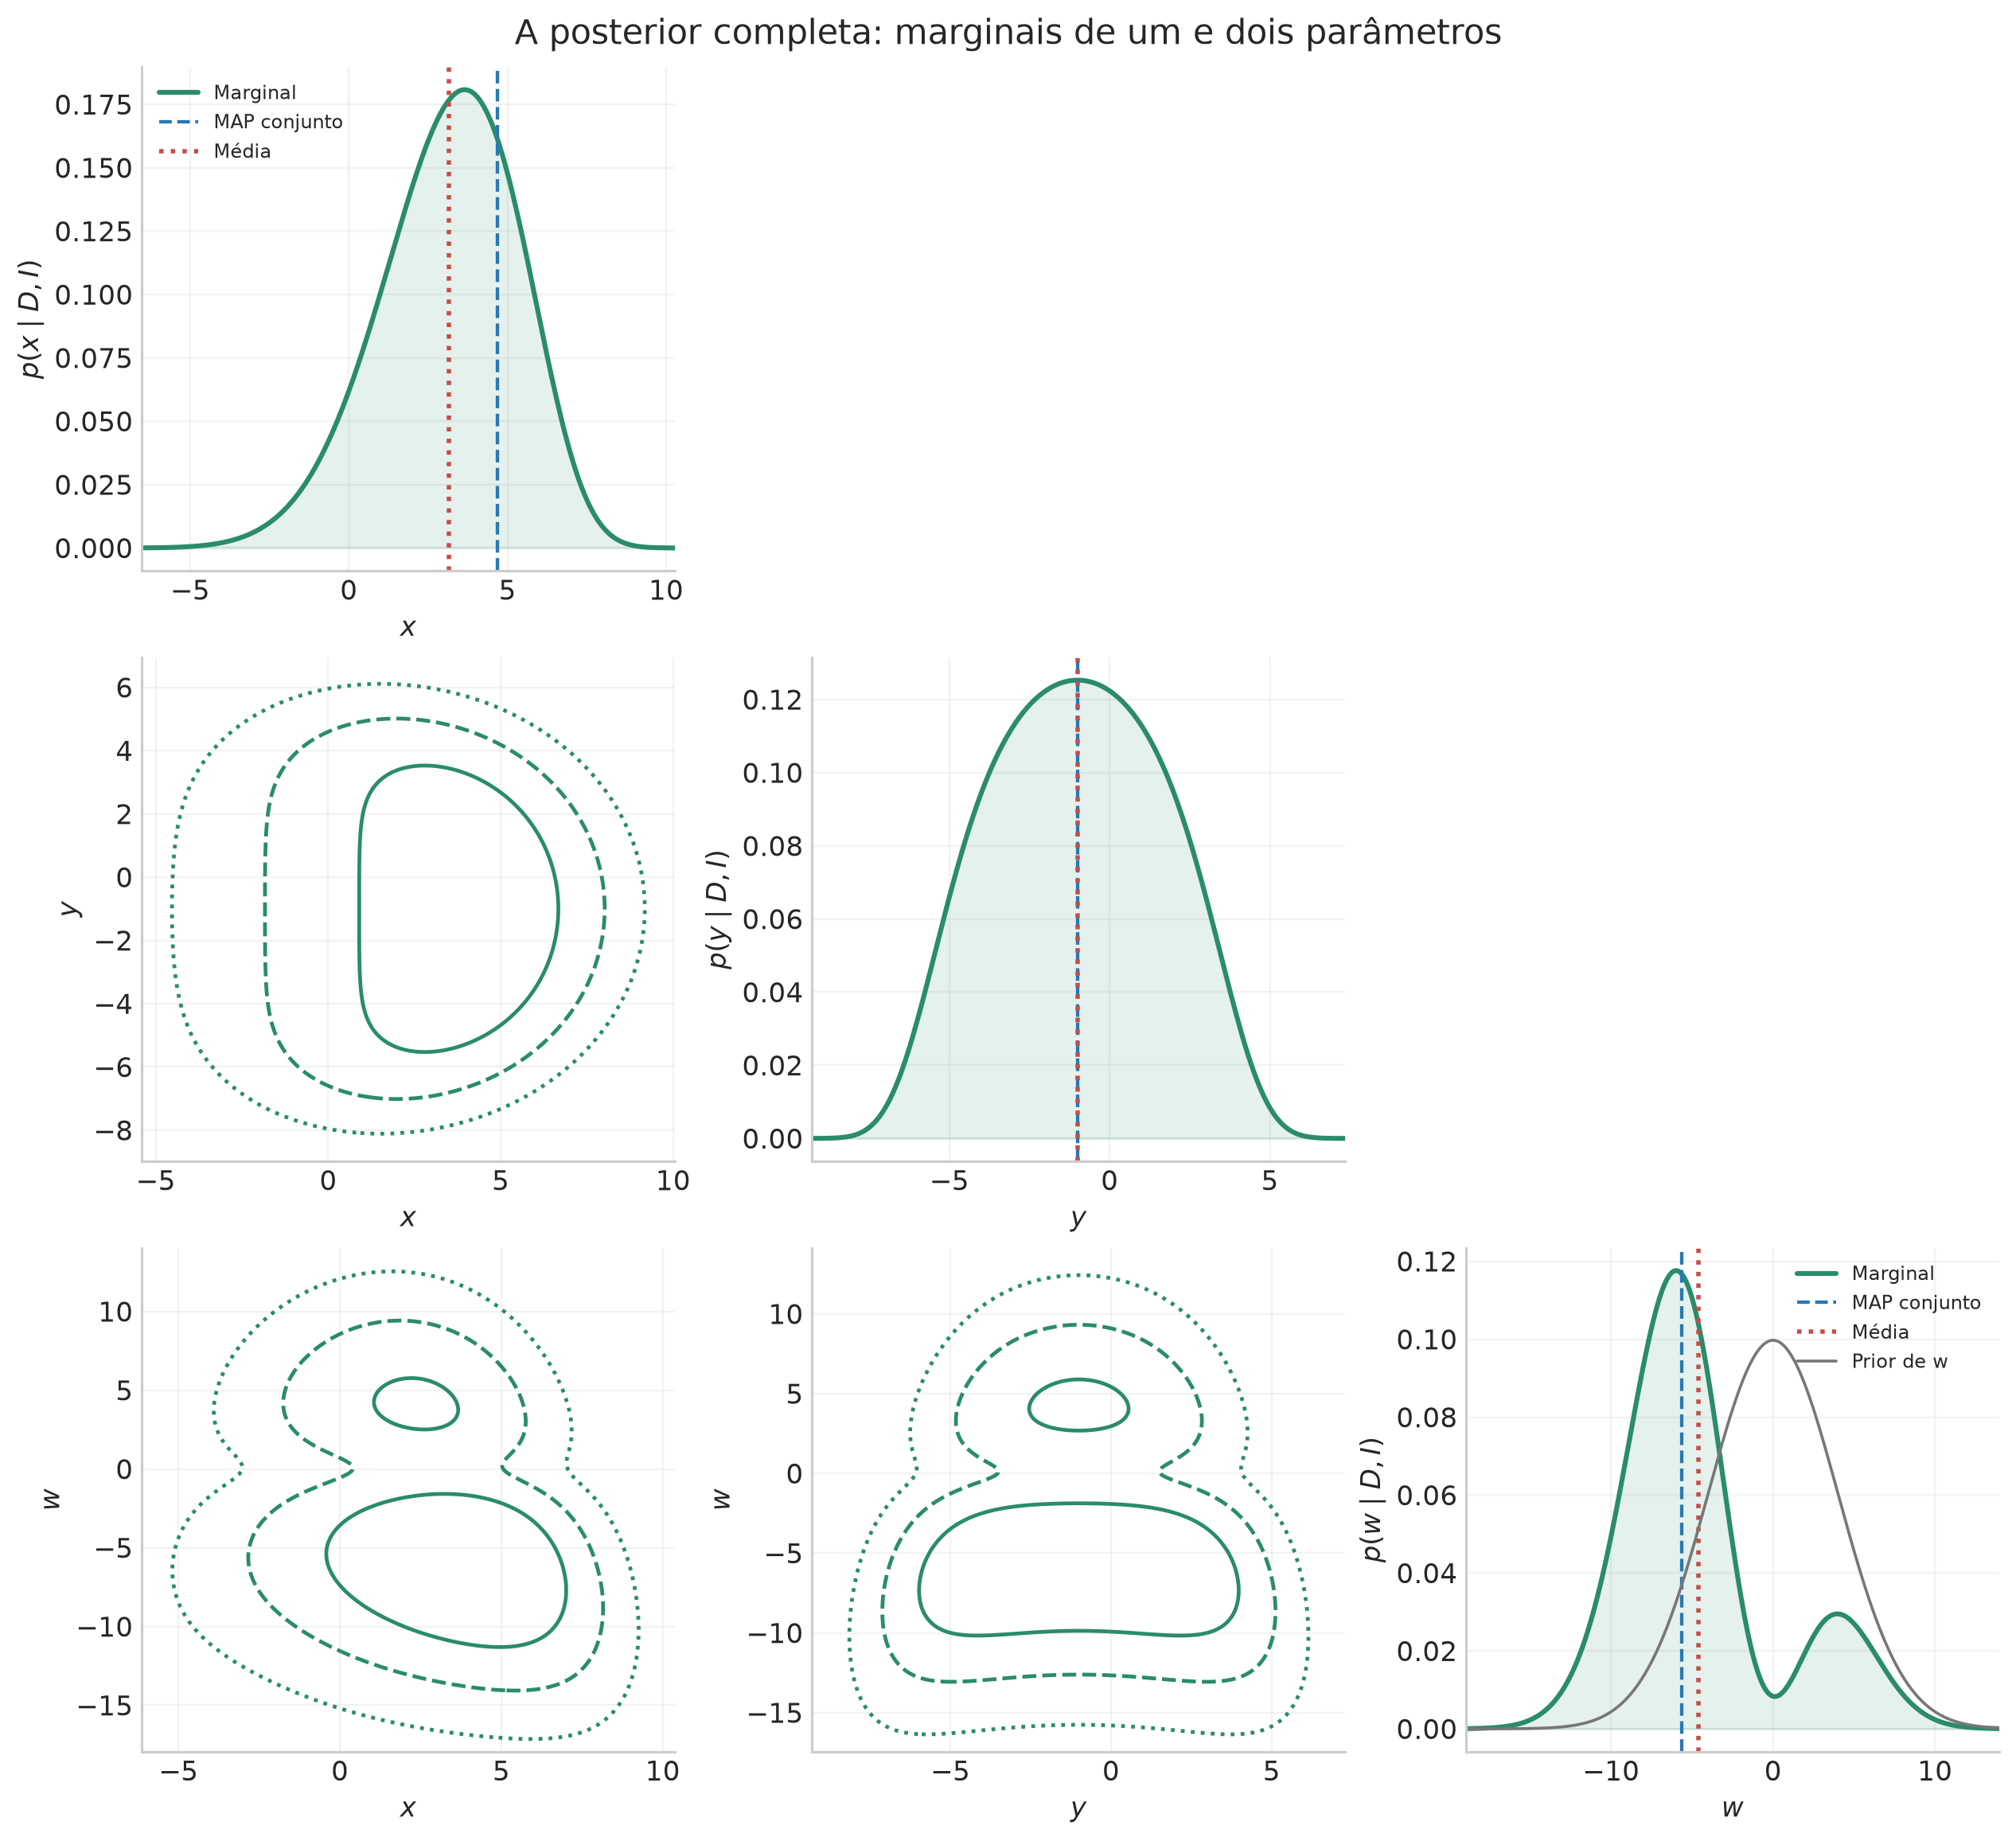 A posterior completa: marginais de um e dois parâmetros
Marginal
MAP conjunto
Média
0.175
0.150
0.125
0.100
0.075
0.050
0.025
0.000
p(x | D, I)
−5 0 5 10
x
6
4
2
0
−2
−4
−6
−8
y
−5 0 5 10
x
0.12
0.10
0.08
0.06
0.04
0.02
0.00
p(y | D, I)
−5 0 5
y
10
5
0
−5
−10
−15
w
−5 0 5 10
x
10
5
0
−5
−10
−15
w
−5 0 5
y
Marginal
MAP conjunto
Média
Prior de w
0.12
0.10
0.08
0.06
0.04
0.02
0.00
p(w | D, I)
−10 0 10
w